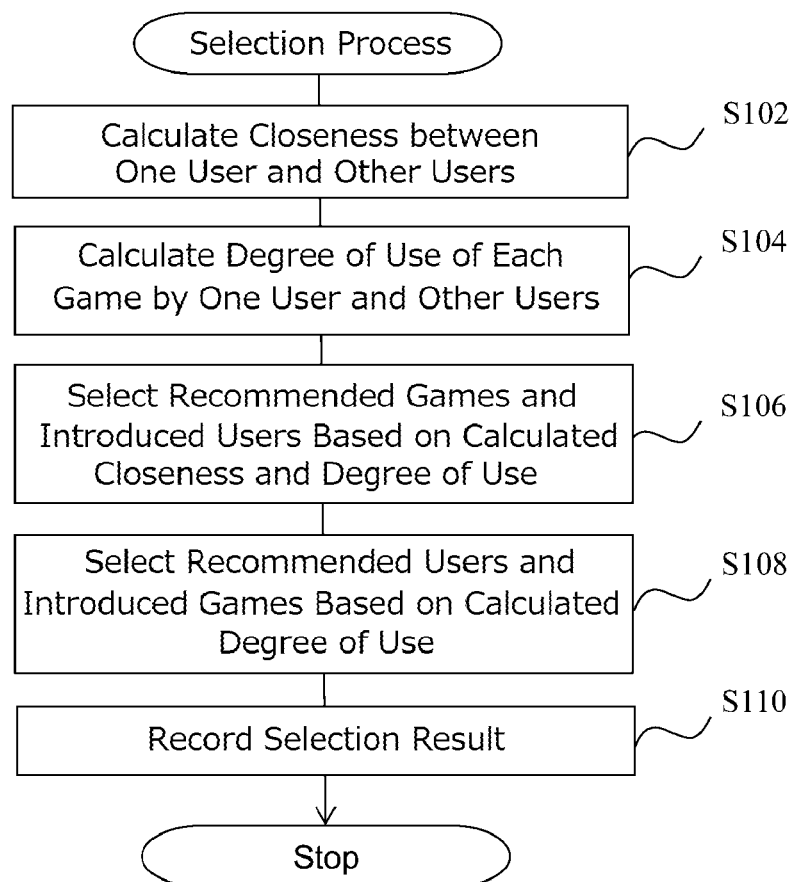 Selection Process
Calculate Closeness between
One User and Other Users
S102
Calculate Degree of Use of Each
Game by One User and Other Users
S104
Select Recommended Games and
Introduced Users Based on Calculated
Closeness and Degree of Use
S106
Select Recommended Users and
Introduced Games Based on Calculated
Degree of Use
S108
Record Selection Result
S110
Stop